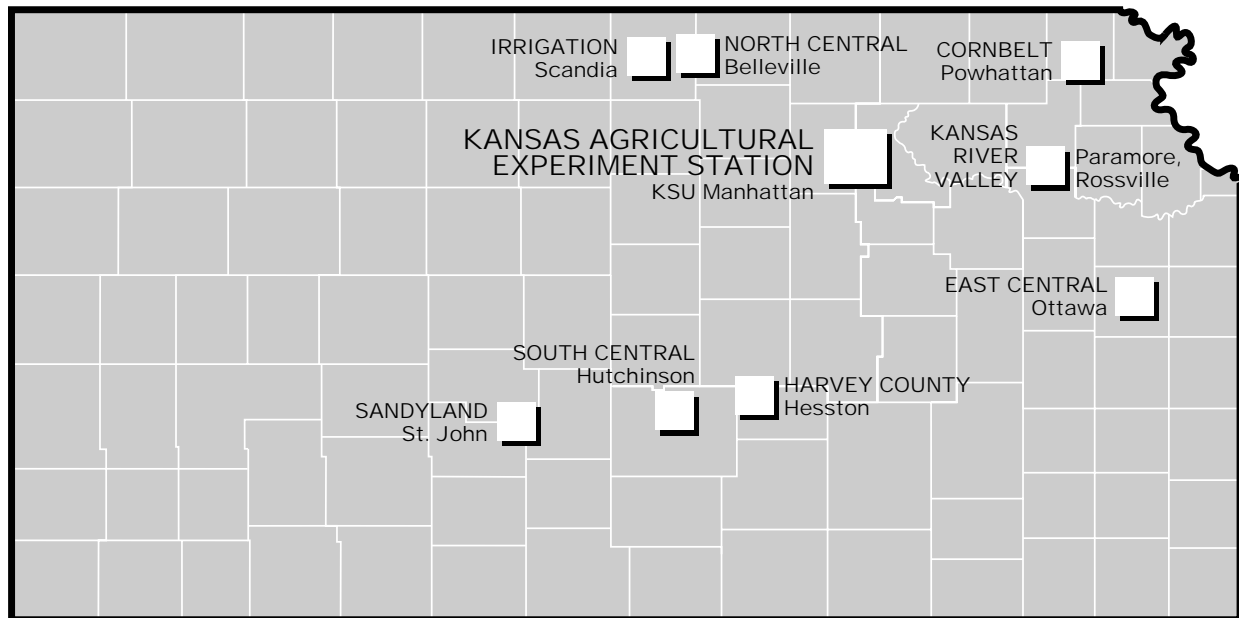 IRRIGATION
Scandia
NORTH CENTRAL
Belleville
CORNBELT
Powhattan
KANSAS AGRICULTURAL
EXPERIMENT STATION
KSU Manhattan
KANSAS
RIVER
VALLEY
Paramore,
Rossville
EAST CENTRAL
Ottawa
SOUTH CENTRAL
Hutchinson
HARVEY COUNTY
Hesston
SANDYLAND
St. John